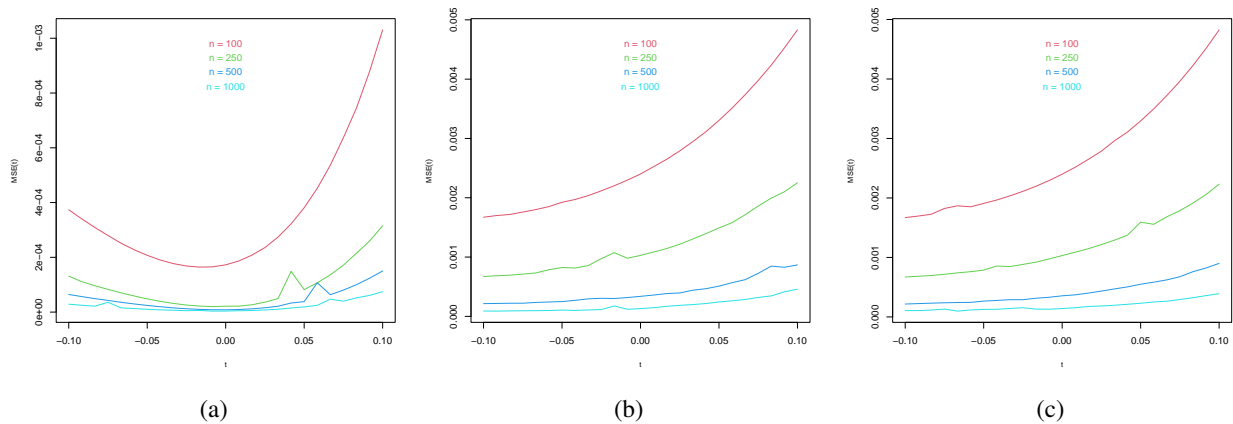 1e−03
8e−04
6e−04
4e−04
2e−04
0e+00
MSE(t)
n = 100
n = 250
n = 500
n = 1000
−0.10
−0.05
0.00
0.05
0.10
t
(a)
0.005
0.004
0.003
0.002
0.001
0.000
MSE(t)
n = 100
n = 250
n = 500
n = 1000
−0.10
−0.05
0.00
0.05
0.10
t
(b)
0.005
0.004
0.003
0.002
0.001
0.000
MSE(t)
n = 100
n = 250
n = 500
n = 1000
−0.10
−0.05
0.00
0.05
0.10
t
(c)